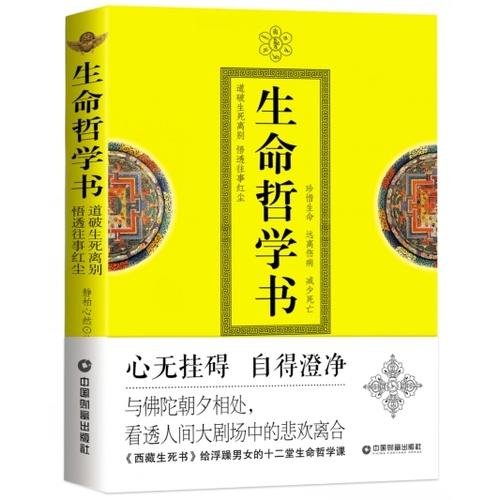 生命哲学书
道破生死离别
悟透往事红尘
静柏心然
中国财富出版社
生命哲学书
道破生死离别 悟透往事红尘
珍惜生命 远离伤病 减少死亡
心无挂碍 自得澄净
与佛陀朝夕相处，
看透人间大剧场中的悲欢离合
《西藏生死书》给浮躁男女的十二堂生命哲学课
中国财富出版社